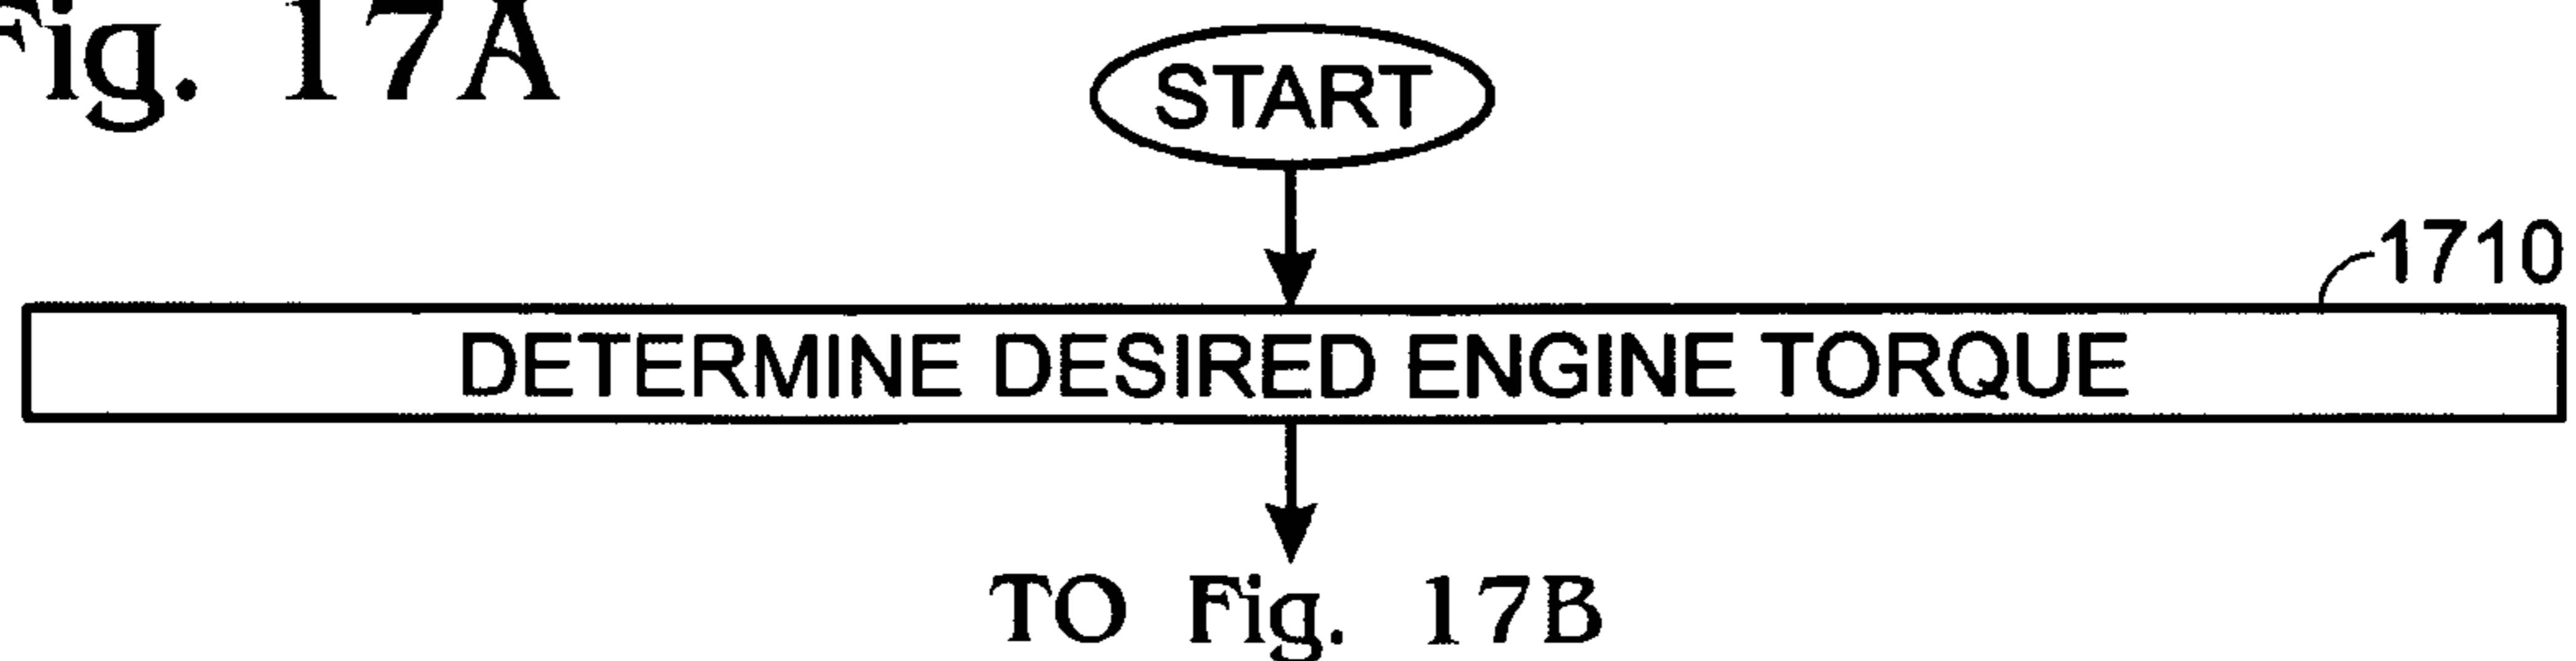 Fig. 17A
START
1710
DETERMINE DESIRED ENGINE TORQUE
TO Fig. 17B